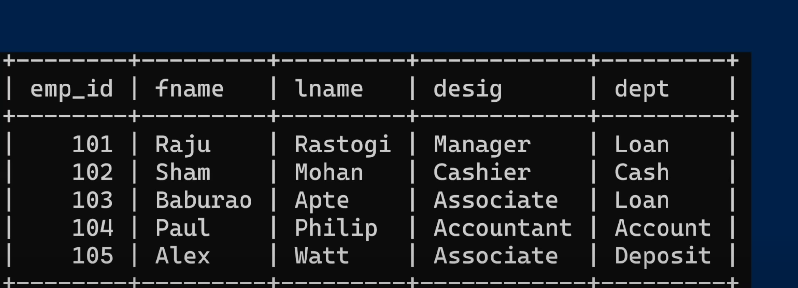 +--------+---------+----------+------------+---------+
| emp_id | fname   | lname    | desig      | dept    |
+--------+---------+----------+------------+---------+
|    101 | Raju    | Rastogi  | Manager    | Loan    |
|    102 | Sham    | Mohan    | Cashier    | Cash    |
|    103 | Baburao | Apte     | Associate  | Loan    |
|    104 | Paul    | Philip   | Accountant | Account |
|    105 | Alex    | Watt     | Associate  | Deposit |
+--------+---------+----------+------------+---------+